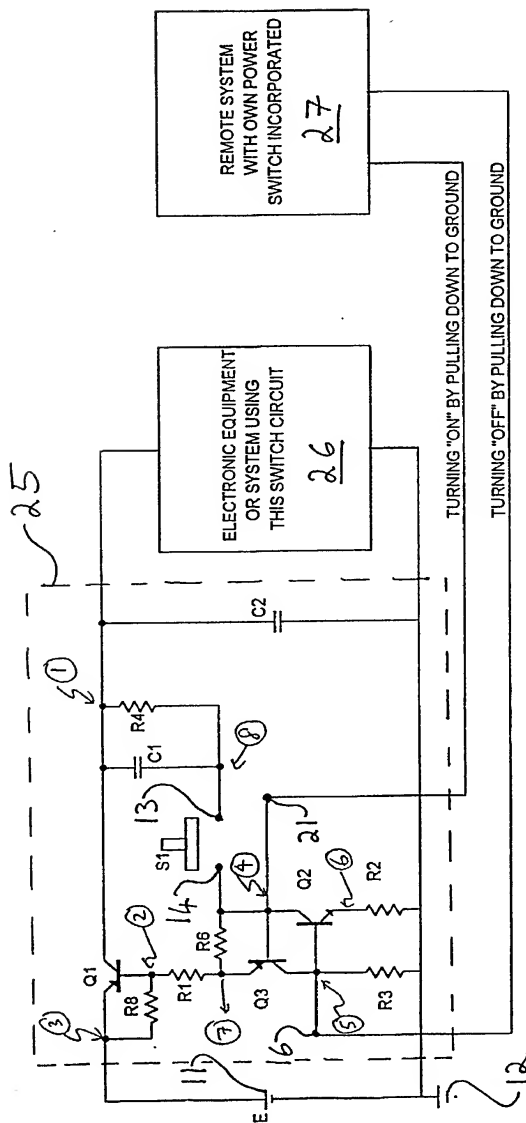 25
REMOTE SYSTEM
WITH OWN POWER
SWITCH INCORPORATED
27
ELECTRONIC EQUIPMENT
OR SYSTEM USING
THIS SWITCH CIRCUIT
26
TURNING "ON" BY PULLING DOWN TO GROUND
TURNING "OFF" BY PULLING DOWN TO GROUND
1
C2
R4
C1
8
13
S1
14
21
4
Q1
2
R8
R1
R6
7
Q3
Q2
6
R2
5
R3
3
16
11
E
12